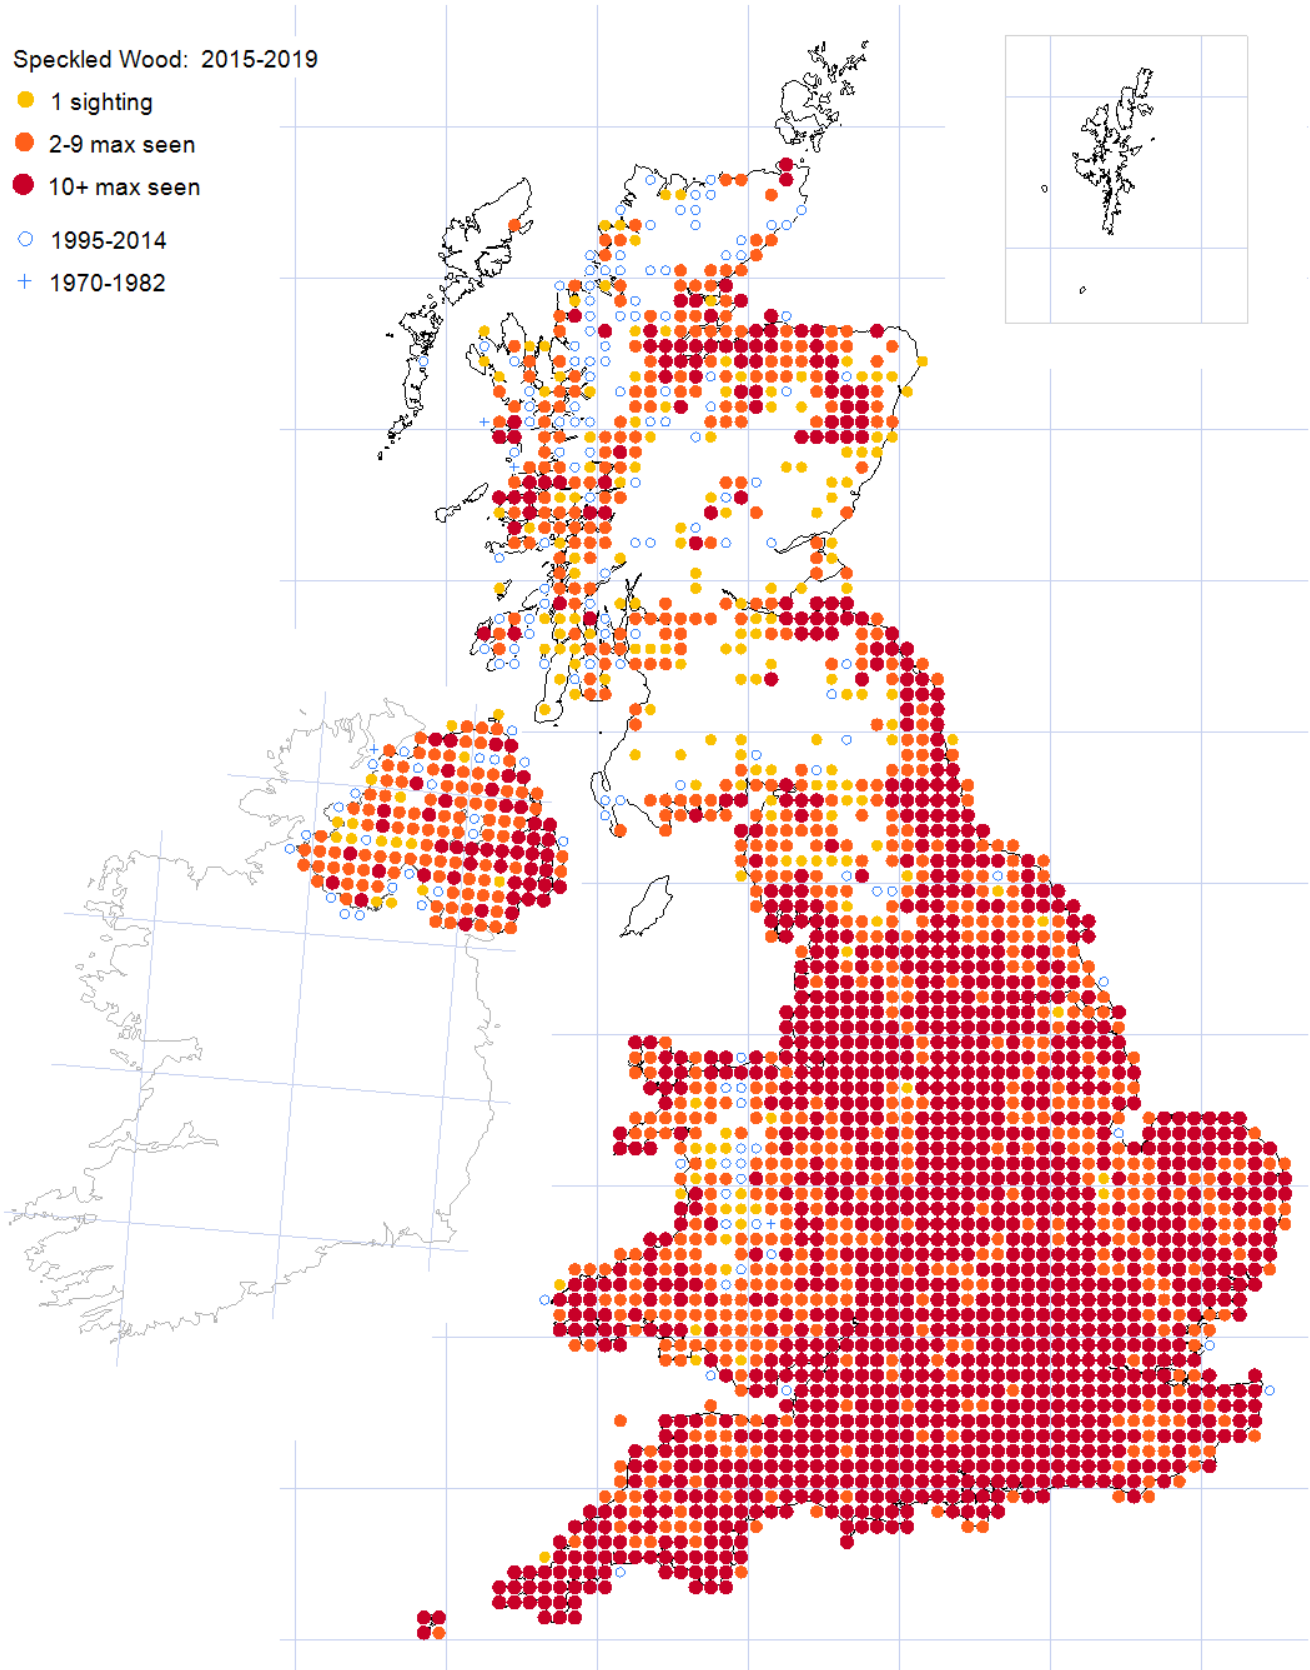 Speckled Wood: 2015-2019
1 sighting
2-9 max seen
10+ max seen
1995-2014
1970-1982